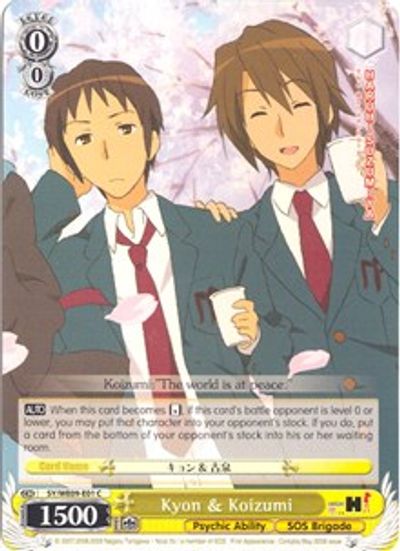 LEVEL
0
0
COST
Koizumi:"The world is at peace."
AUTO When this card becomes [-], if this card's battle opponent is level 0 or
lower, you may put that character into your opponent's stock. If you do, put
a card from the bottom of your opponent's stock into his or her waiting
room.
Card Name
キョン＆古泉
SY/WE09-E01 C
Kyon & Koizumi
1500
Psychic Ability
SOS Brigade